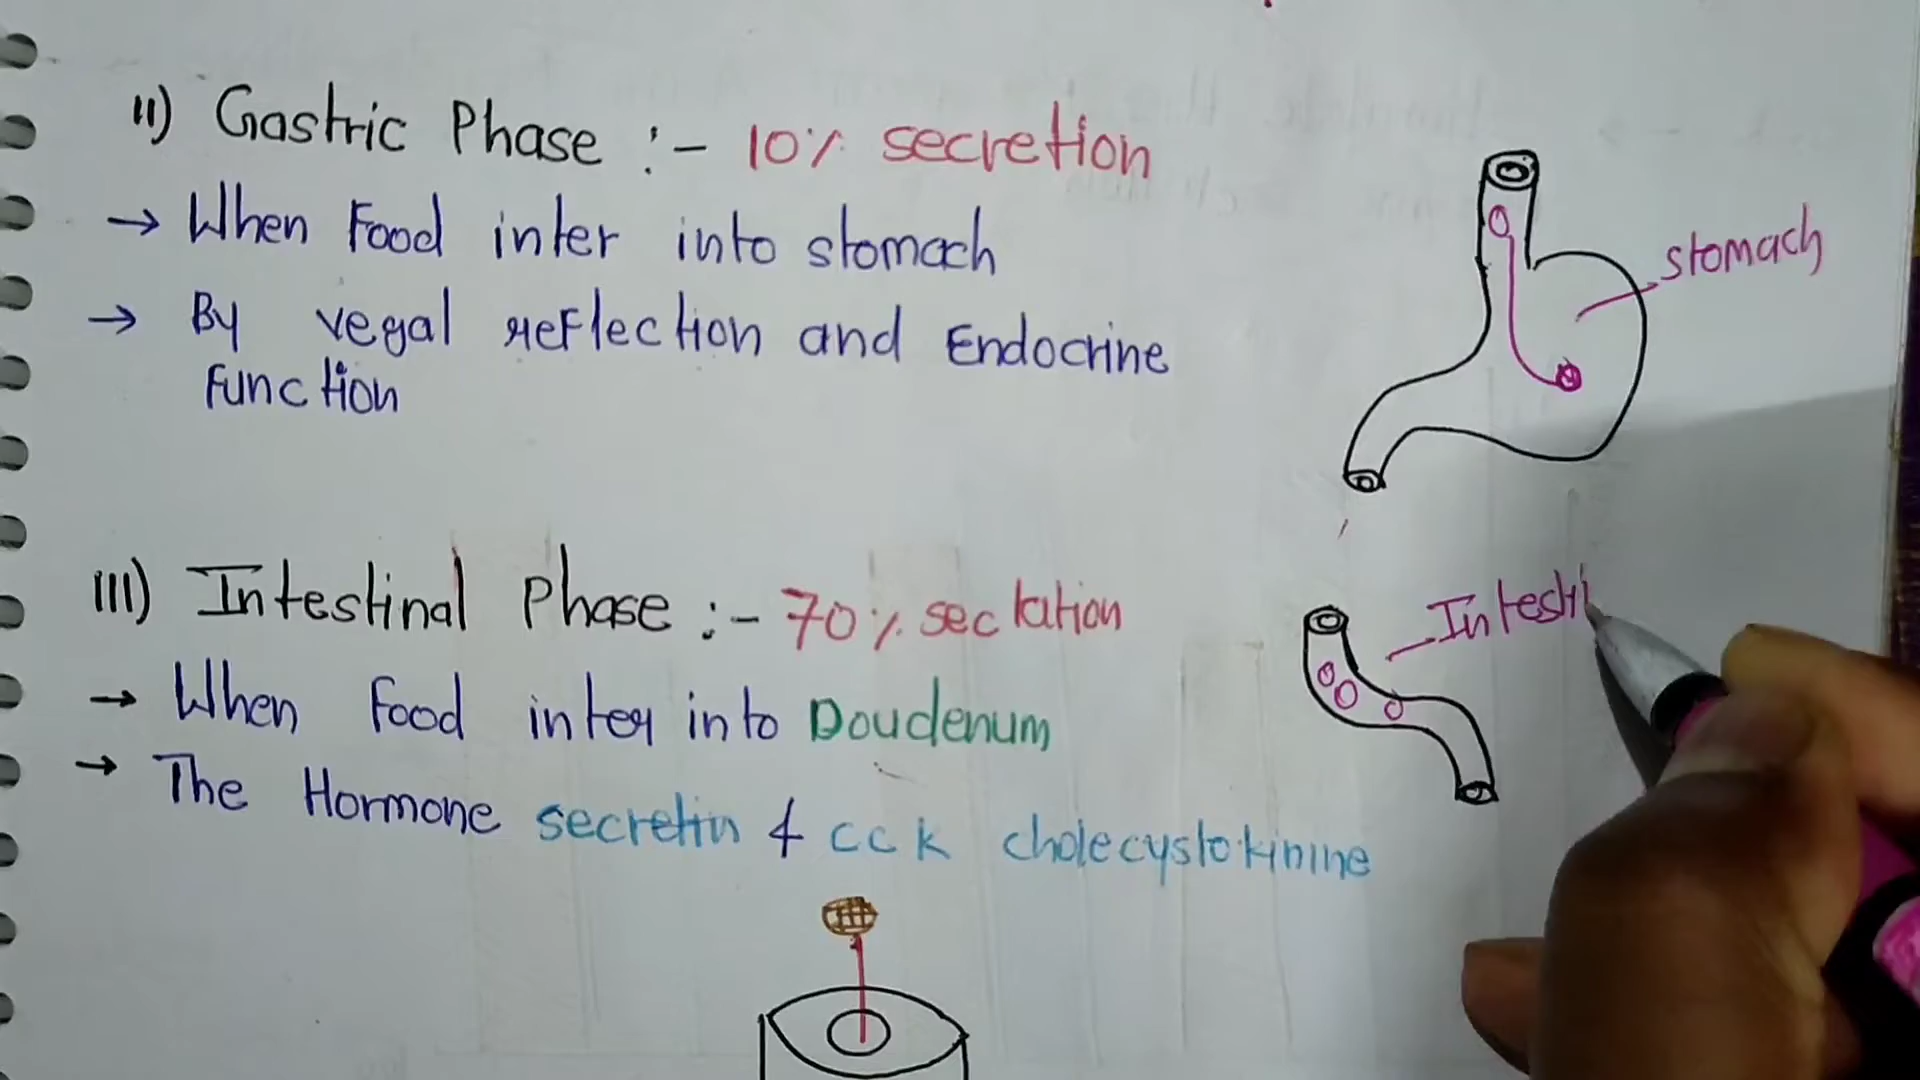 II) Gastric Phase :- 10% secretion
→ When Food inter into stomach
→ By vegal reflection and Endocrine
Function
stomach
III) Intestinal Phase :- 70% sectation
→ When Food inter into Doudenum
→ The Hormone secretin & CCK cholecystokinine
Intesti